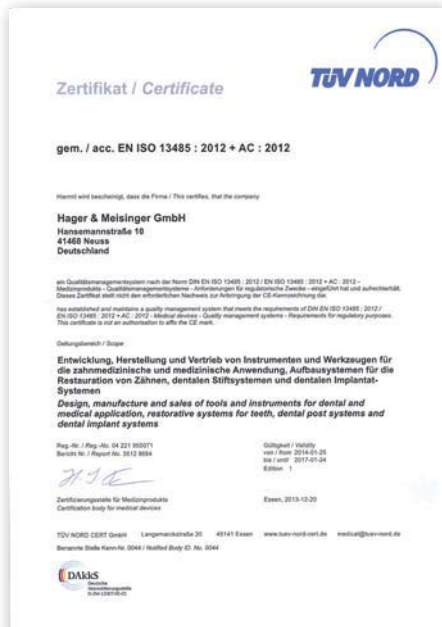 TÜV NORD
Zertifikat / Certificate
gem. / acc. EN ISO 13485 : 2012 + AC : 2012
Hiermit wird bescheinigt, dass die Firma / This certifies, that the company
Hager & Meisinger GmbH
Hansemannstraße 10
41468 Neuss
Deutschland
ein Qualitätsmanagementsystem nach der Norm DIN EN ISO 13485 : 2012 / EN ISO 13485 : 2012 + AC : 2012 -
Medizinprodukte - Qualitätsmanagementsysteme - Anforderungen für regulatorische Zwecke - eingeführt hat und aufrechterhält.
Dieses Zertifikat stellt nicht den erforderlichen Nachweis zur Anbringung der CE-Kennzeichnung dar.
has established and maintains a quality management system that meets the requirements of DIN EN ISO 13485 : 2012 /
EN ISO 13485 : 2012 + AC : 2012 - Medical devices - Quality management systems - Requirements for regulatory purposes.
This certificate is not an authorisation to affix the CE mark.
Geltungsbereich / Scope
Entwicklung, Herstellung und Vertrieb von Instrumenten und Werkzeugen für
die zahnmedizinische und medizinische Anwendung, Aufbausystemen für die
Restauration von Zähnen, dentalen Stiftsystemen und dentalen Implantat-
Systemen
Design, manufacture and sales of tools and instruments for dental and
medical application, restorative systems for teeth, dental post systems and
dental implant systems
Reg.-Nr. / Reg.-No. 04 221 950071
Bericht Nr. / Report No. 3512 8684
Gültigkeit / Validity
von / from 2014-01-25
bis / until 2017-01-24
Edition 1
Zertifizierungsstelle für Medizinprodukte
Certification body for medical devices
Essen, 2013-12-20
TÜV NORD CERT GmbH Langemarckstraße 20 45141 Essen www.tuev-nord-cert.de medical@tuev-nord.de
Benannte Stelle Kenn-Nr. 0044 / Notified Body ID. No. 0044
DAkkS
Deutsche
Akkreditierungsstelle